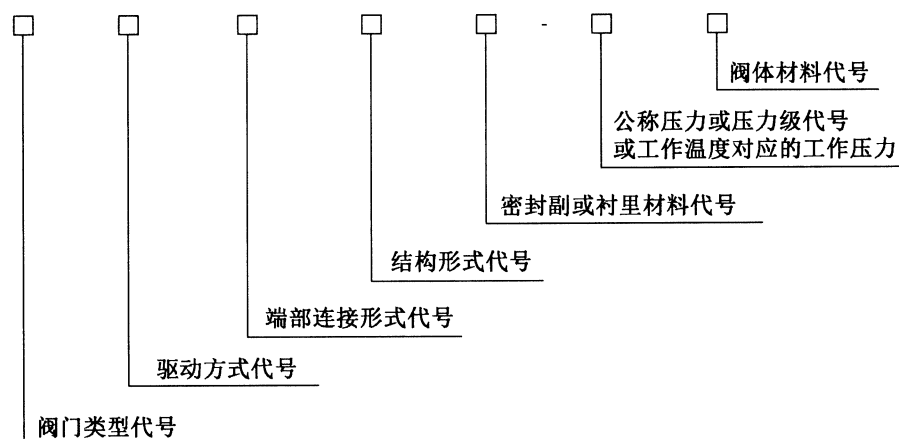 -
阀体材料代号
公称压力或压力级代号
或工作温度对应的工作压力
密封副或衬里材料代号
结构形式代号
端部连接形式代号
驱动方式代号
阀门类型代号